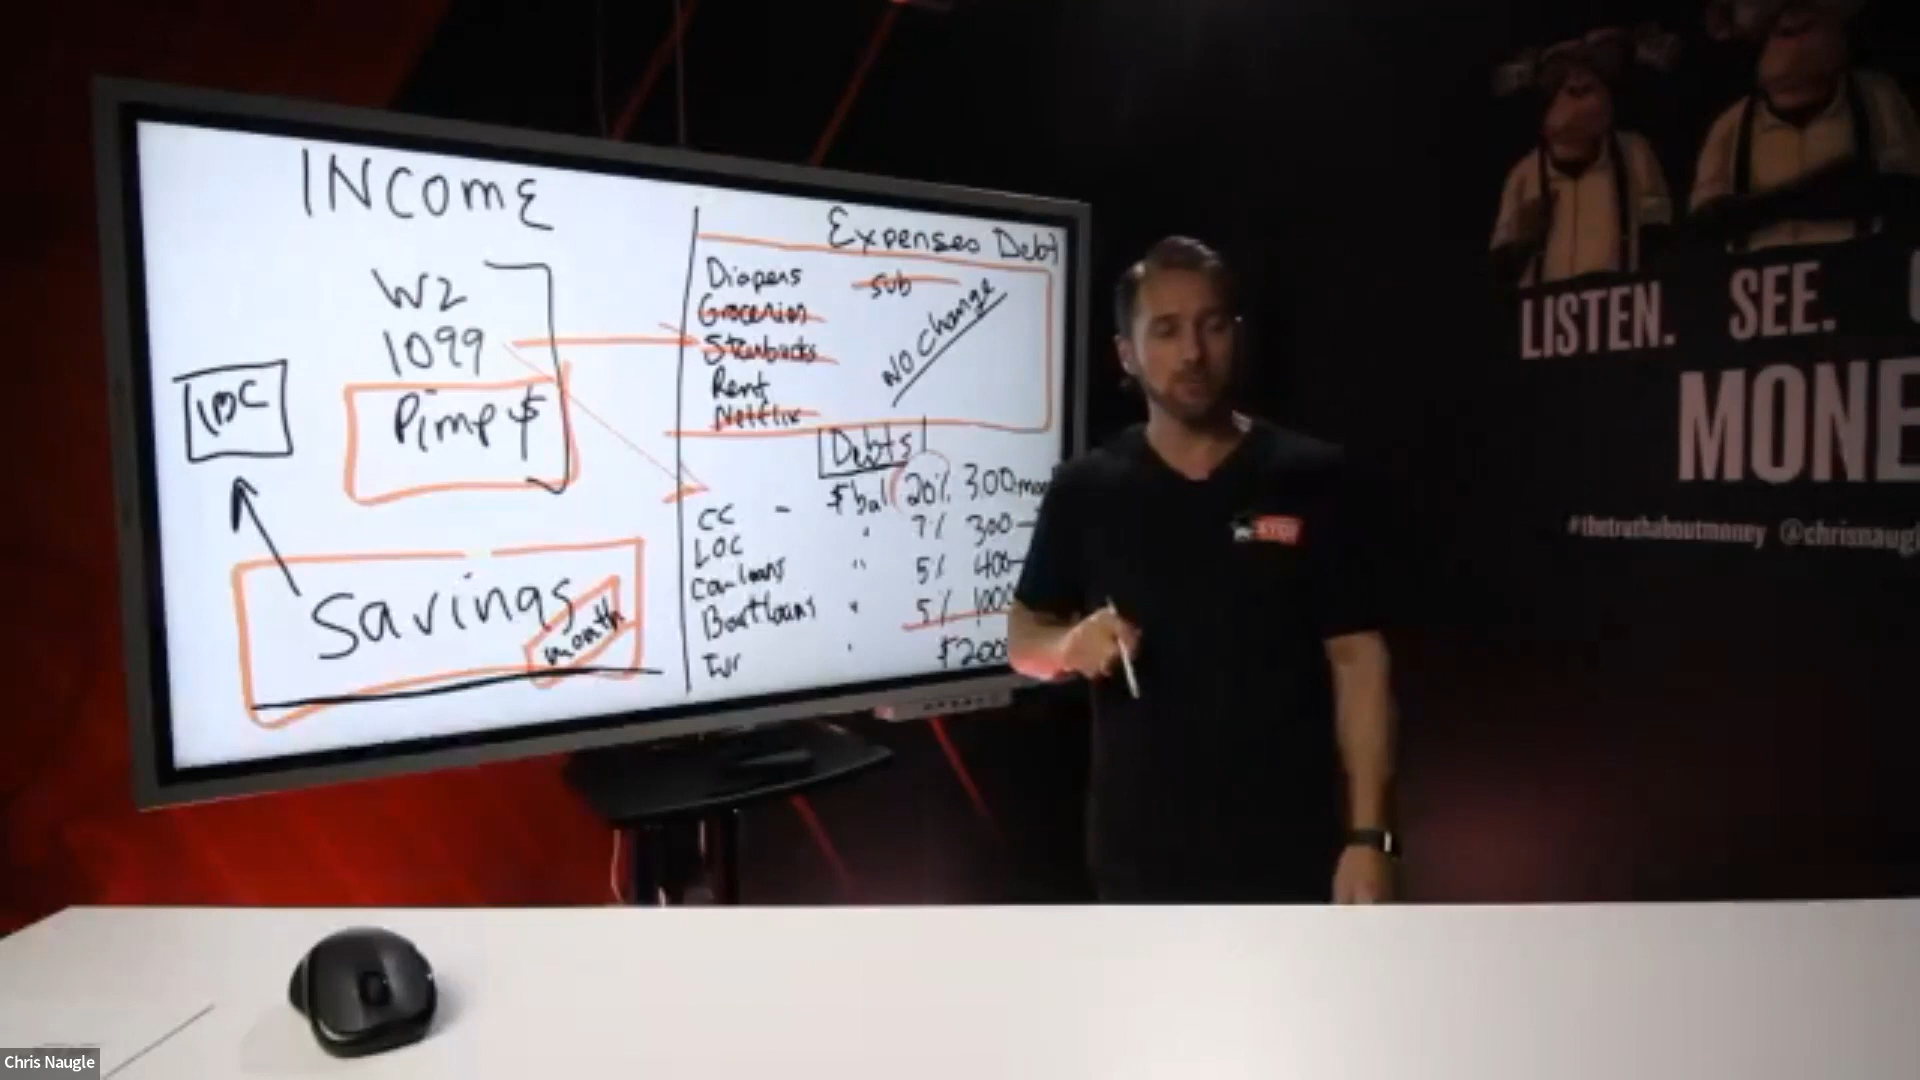 INCOME
W2
1099
Pimp $
IBC
Savings
month
Expenses Debt
Diapers
sub
Groceries
Starbucks
NO change
Rent
Netflix
Debts
CC - $bal 20% 300
LOC " 7% 300
Car loans " 5% 400
Boat loans " 5% 1000
$2000
LISTEN. SEE.
MONE
#thetruthaboutmoney @chrisnaugl
Chris Naugle